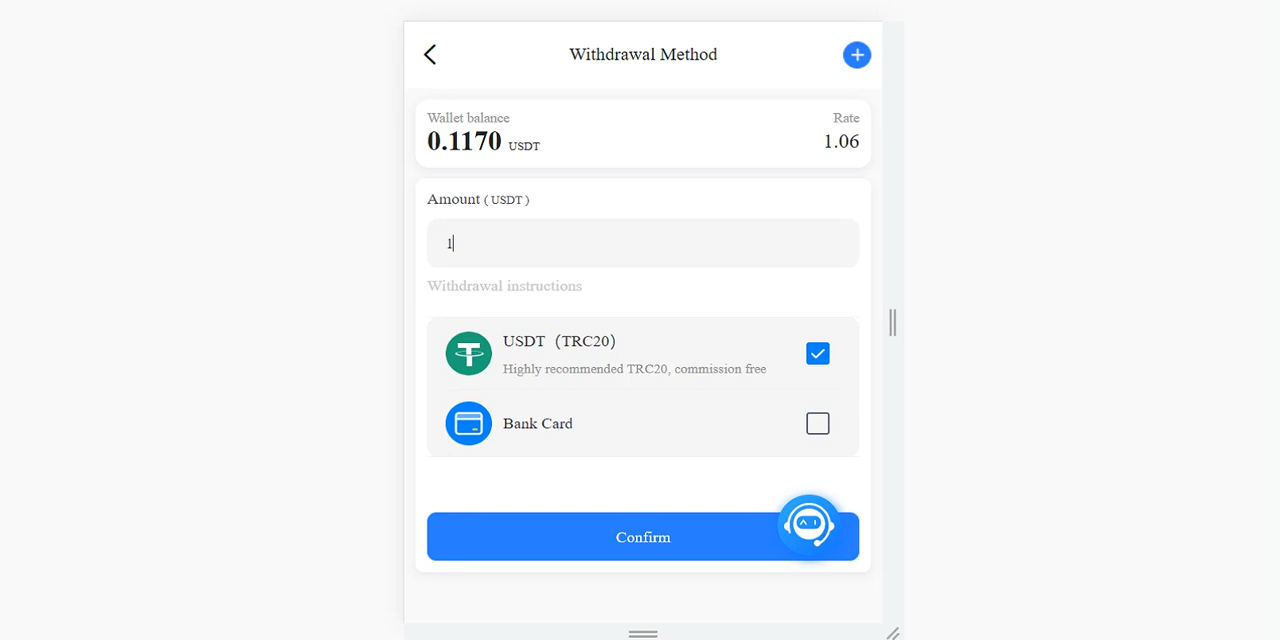 Withdrawal Method
Wallet balance
Rate
0.1170 USDT
1.06
Amount ( USDT )
1
Withdrawal instructions
USDT（TRC20）
Highly recommended TRC20, commission free
Bank Card
Confirm